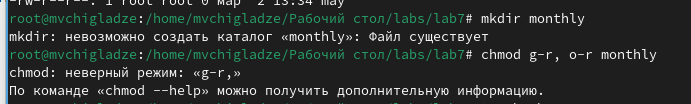 -rw-r--r--. 1 root root 0 мар  2 13:34 may
root@mvchigladze:/home/mvchigladze/Рабочий стол/labs/lab7# mkdir monthly
mkdir: невозможно создать каталог «monthly»: Файл существует
root@mvchigladze:/home/mvchigladze/Рабочий стол/labs/lab7# chmod g-r, o-r monthly
chmod: неверный режим: «g-r,»
По команде «chmod --help» можно получить дополнительную информацию.